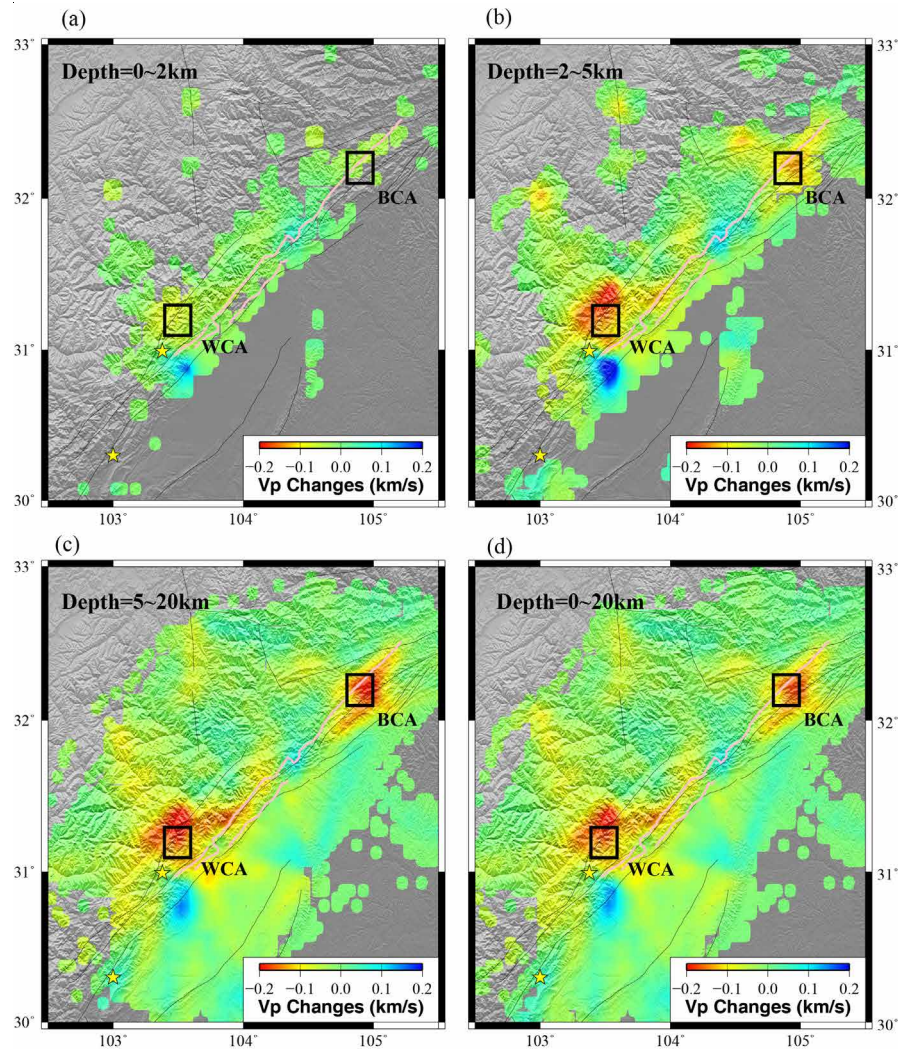 (a)
(b)
Depth=0~2km
Depth=2~5km
33°
33°
32°
32°
31°
31°
30°
30°
BCA
BCA
WCA
WCA
−0.2 −0.1 0.0 0.1 0.2
Vp Changes (km/s)
−0.2 −0.1 0.0 0.1 0.2
Vp Changes (km/s)
103° 104° 105°
103° 104° 105°
(c)
(d)
Depth=5~20km
Depth=0~20km
33°
33°
32°
32°
31°
31°
30°
30°
BCA
BCA
WCA
WCA
−0.2 −0.1 0.0 0.1 0.2
Vp Changes (km/s)
−0.2 −0.1 0.0 0.1 0.2
Vp Changes (km/s)
103° 104° 105°
103° 104° 105°